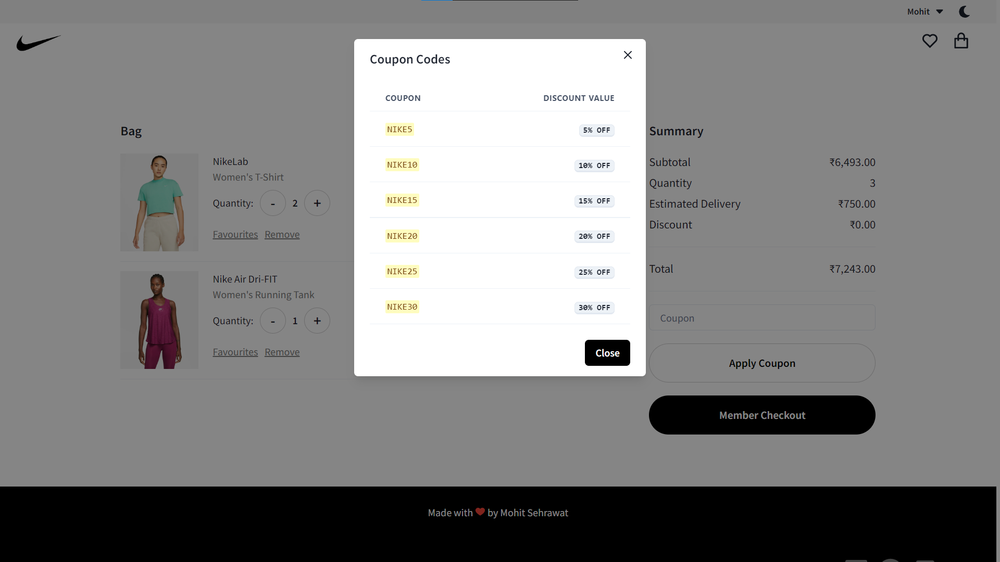 Mohit
Coupon Codes
COUPON DISCOUNT VALUE
NIKE5 5% OFF
NIKE10 10% OFF
NIKE15 15% OFF
NIKE20 20% OFF
NIKE25 25% OFF
NIKE30 30% OFF
Close
Bag
NikeLab
Women's T-Shirt
Quantity: - 2 +
Favourites Remove
Nike Air Dri-FIT
Women's Running Tank
Quantity: - 1 +
Favourites Remove
Summary
Subtotal ₹6,493.00
Quantity 3
Estimated Delivery ₹750.00
Discount ₹0.00
Total ₹7,243.00
Coupon
Apply Coupon
Member Checkout
Made with ❤ by Mohit Sehrawat